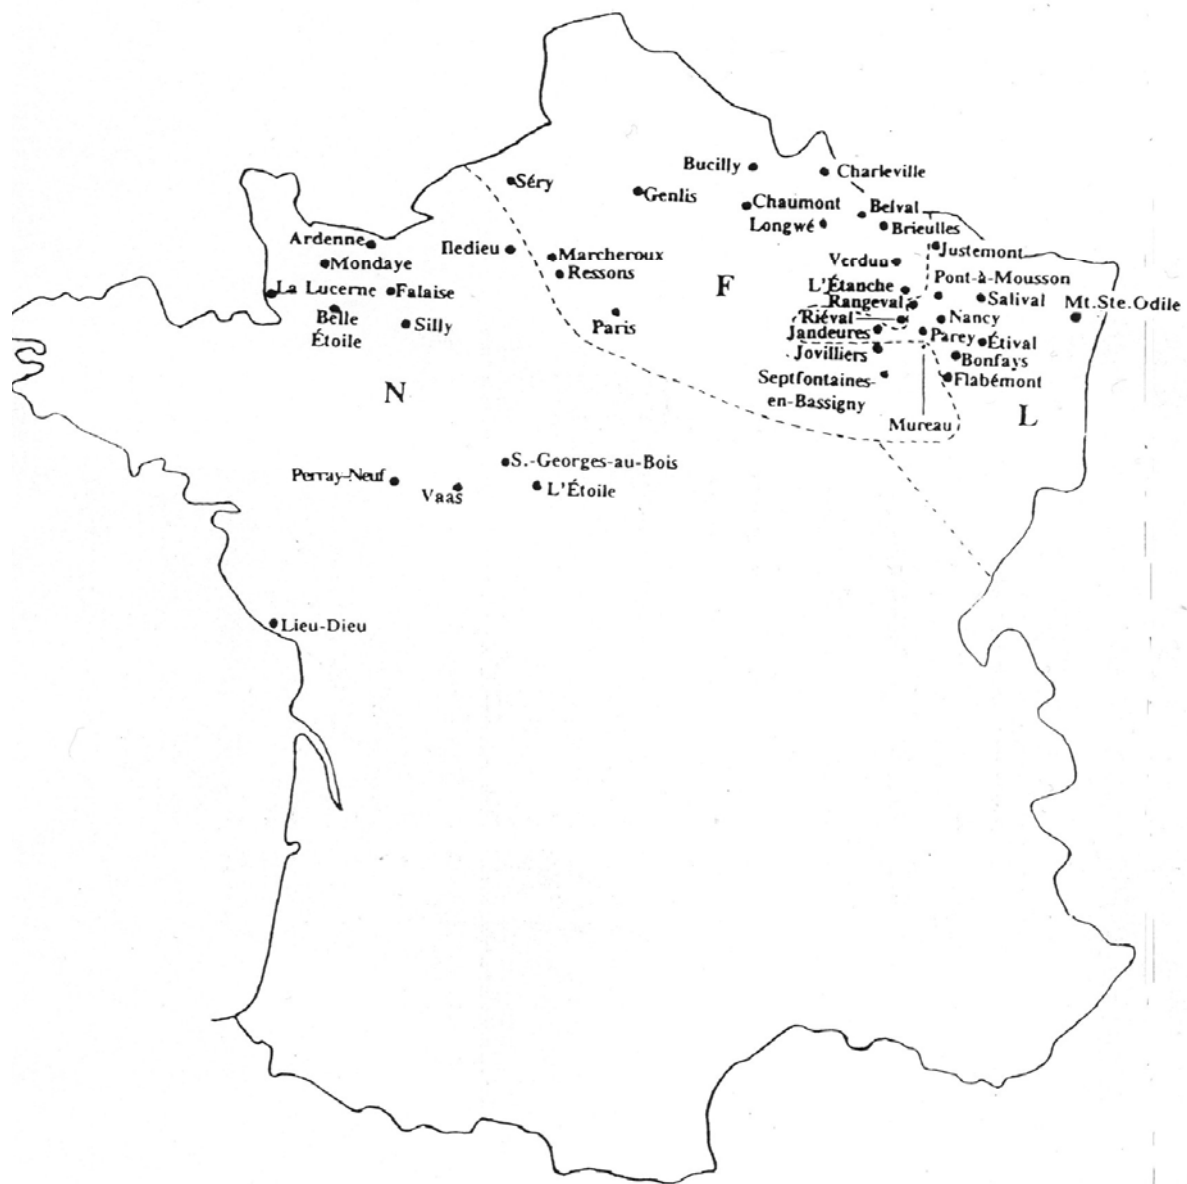 Bucilly
Charleville
Séry
Genlis
Chaumont
Belval
Longwé
Brieulles
Ardenne
Iledieu
Marcheroux
Justemont
Mondaye
Verdun
Ressons
Pont-à-Mousson
F
L'Étanche
La Lucerne
Falaise
Rangeval
Salival
Mt.Ste.Odile
Belle
Étoile
Silly
Paris
Riéval
Nancy
Jandeures
Parey
Étival
Jovilliers
Bonfays
Septfontaines-
en-Bassigny
Flabémont
N
L
Mureau
S.-Georges-au-Bois
Perray-Neuf
Vaas
L'Étoile
Lieu-Dieu